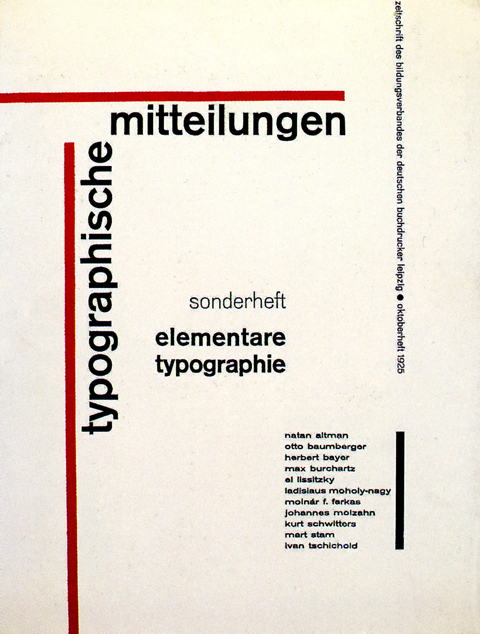 zeitschrift des bildungsverbandes der deutschen buchdrucker leipzig ● oktoberheft 1925
mitteilungen
typographische
sonderheft
elementare
typographie
natan altman
otto baumberger
herbert bayer
max burchartz
el lissitzky
ladislaus moholy-nagy
molnár f. farkas
johannes molzahn
kurt schwitters
mart stam
ivan tschichold